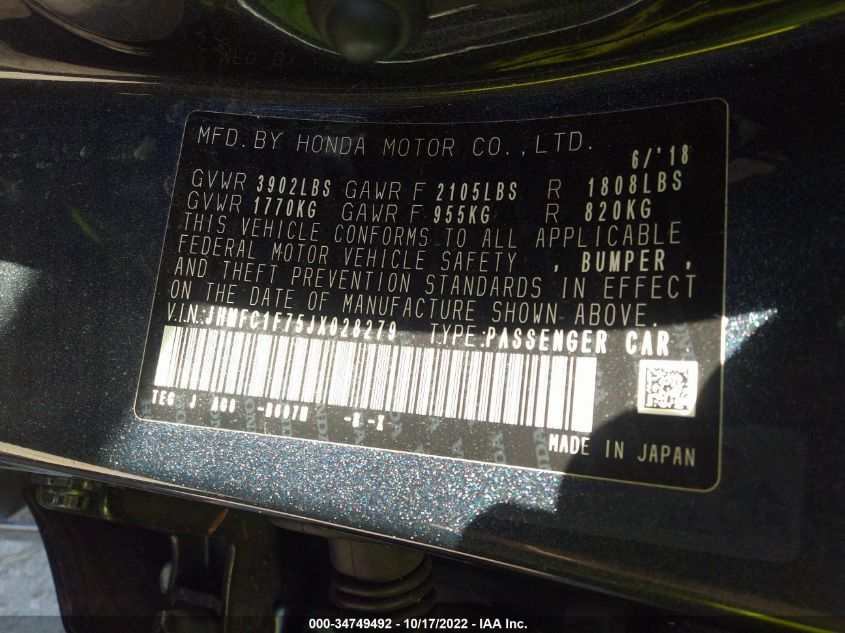 MFD. BY HONDA MOTOR CO., LTD. 6/'18
GVWR 3902LBS GAWR F 2105LBS R 1808LBS
GVWR 1770KG GAWR F 955KG R 820KG
THIS VEHICLE CONFORMS TO ALL APPLICABLE
FEDERAL MOTOR VEHICLE SAFETY , BUMPER ,
AND THEFT PREVENTION STANDARDS IN EFFECT
ON THE DATE OF MANUFACTURE SHOWN ABOVE.
V.I.N: JHMFC1F75JX028279 TYPE: PASSENGER CAR
TEG J
MADE IN JAPAN
000-34749492 - 10/17/2022 - IAA Inc.